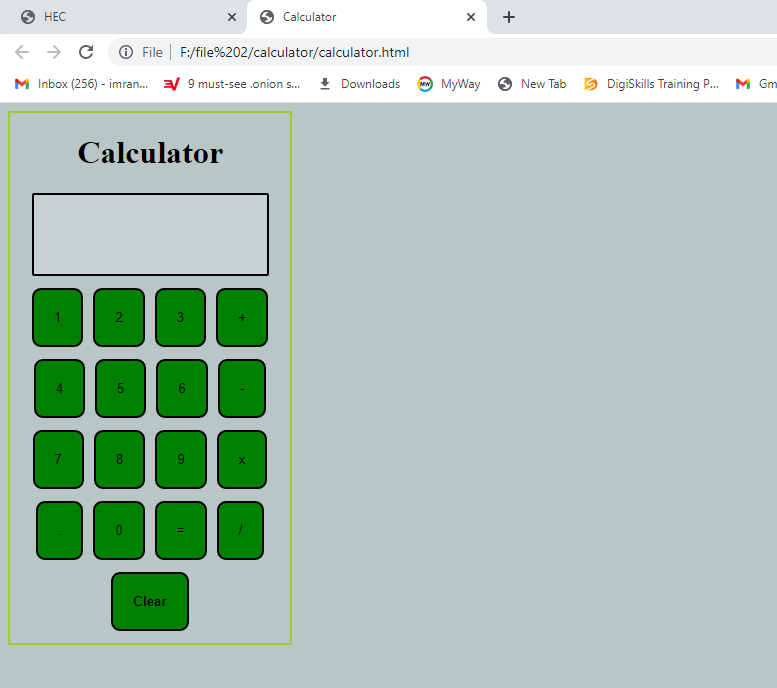 HEC
Calculator
File
F:/file%202/calculator/calculator.html
Inbox (256) - imran...
9 must-see .onion s...
Downloads
MW
MyWay
New Tab
DigiSkills Training P...
Gm
Calculator
1 2 3 +
4 5 6 -
7 8 9 x
. 0 = /
Clear